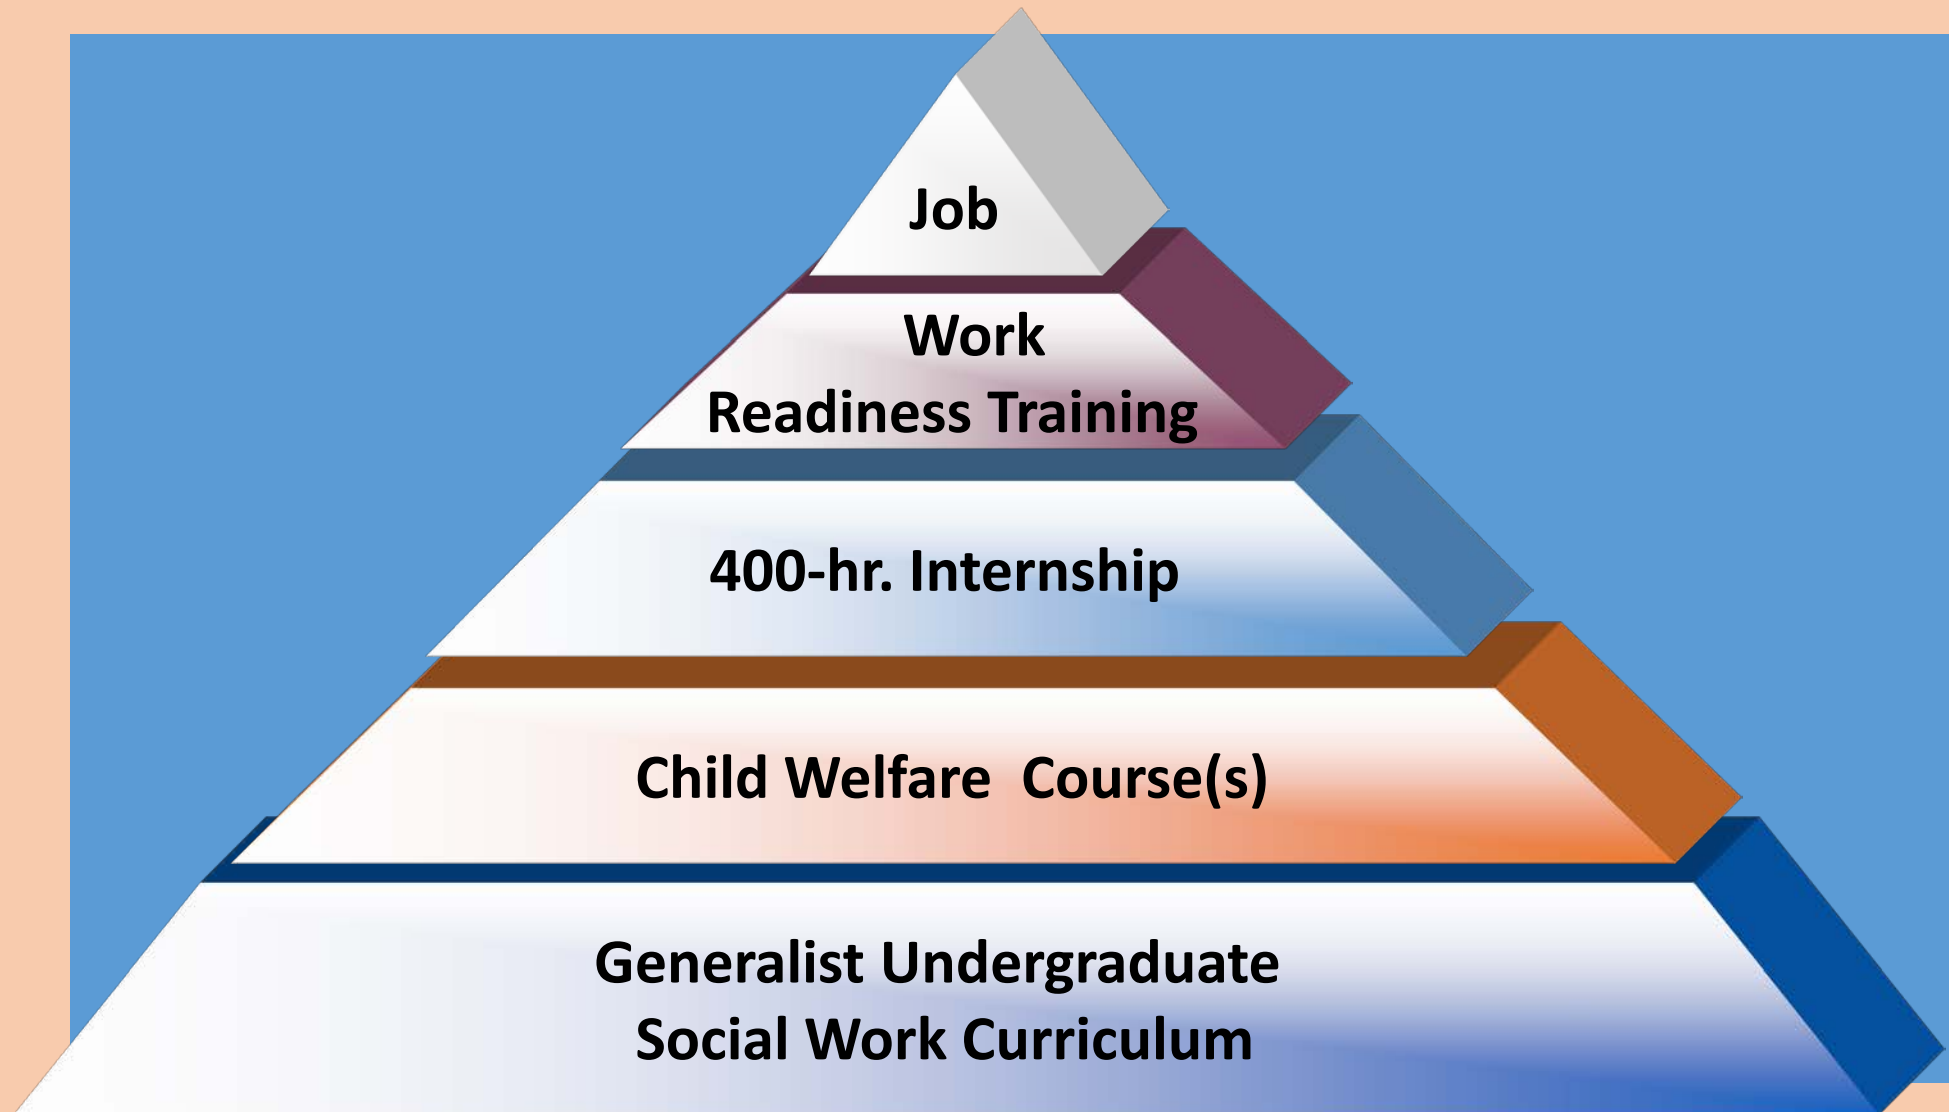 Job
Work
Readiness Training
400-hr. Internship
Child Welfare  Course(s)
Generalist Undergraduate
Social Work Curriculum